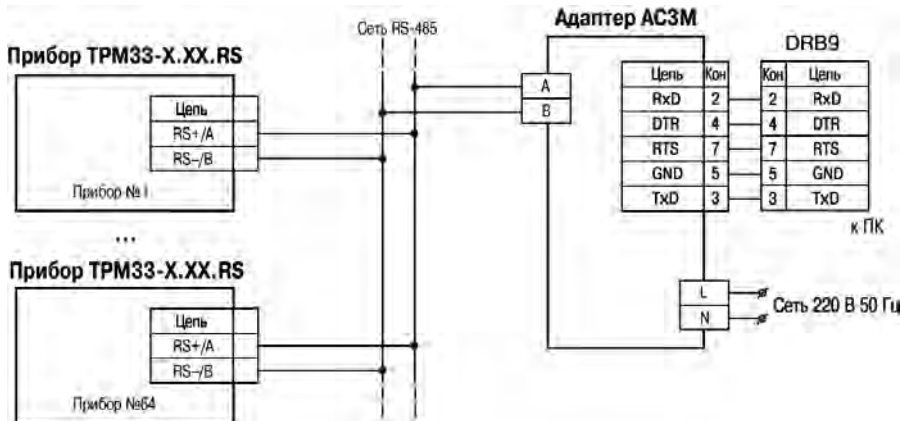 Адаптер АС3М
Сеть RS-485
Прибор ТРМ33-Х.ХХ.RS
DRB9
Цепь
RS+/A
RS–/B
Прибор №1
...
A
B
Цепь Кон
RxD 2
DTR 4
RTS 7
GND 5
TxD 3
Кон Цепь
2 RxD
4 DTR
7 RTS
5 GND
3 TxD
к ПК
Прибор ТРМ33-Х.ХХ.RS
Цепь
RS+/A
RS–/B
Прибор №64
L
N
Сеть 220 В 50 Гц